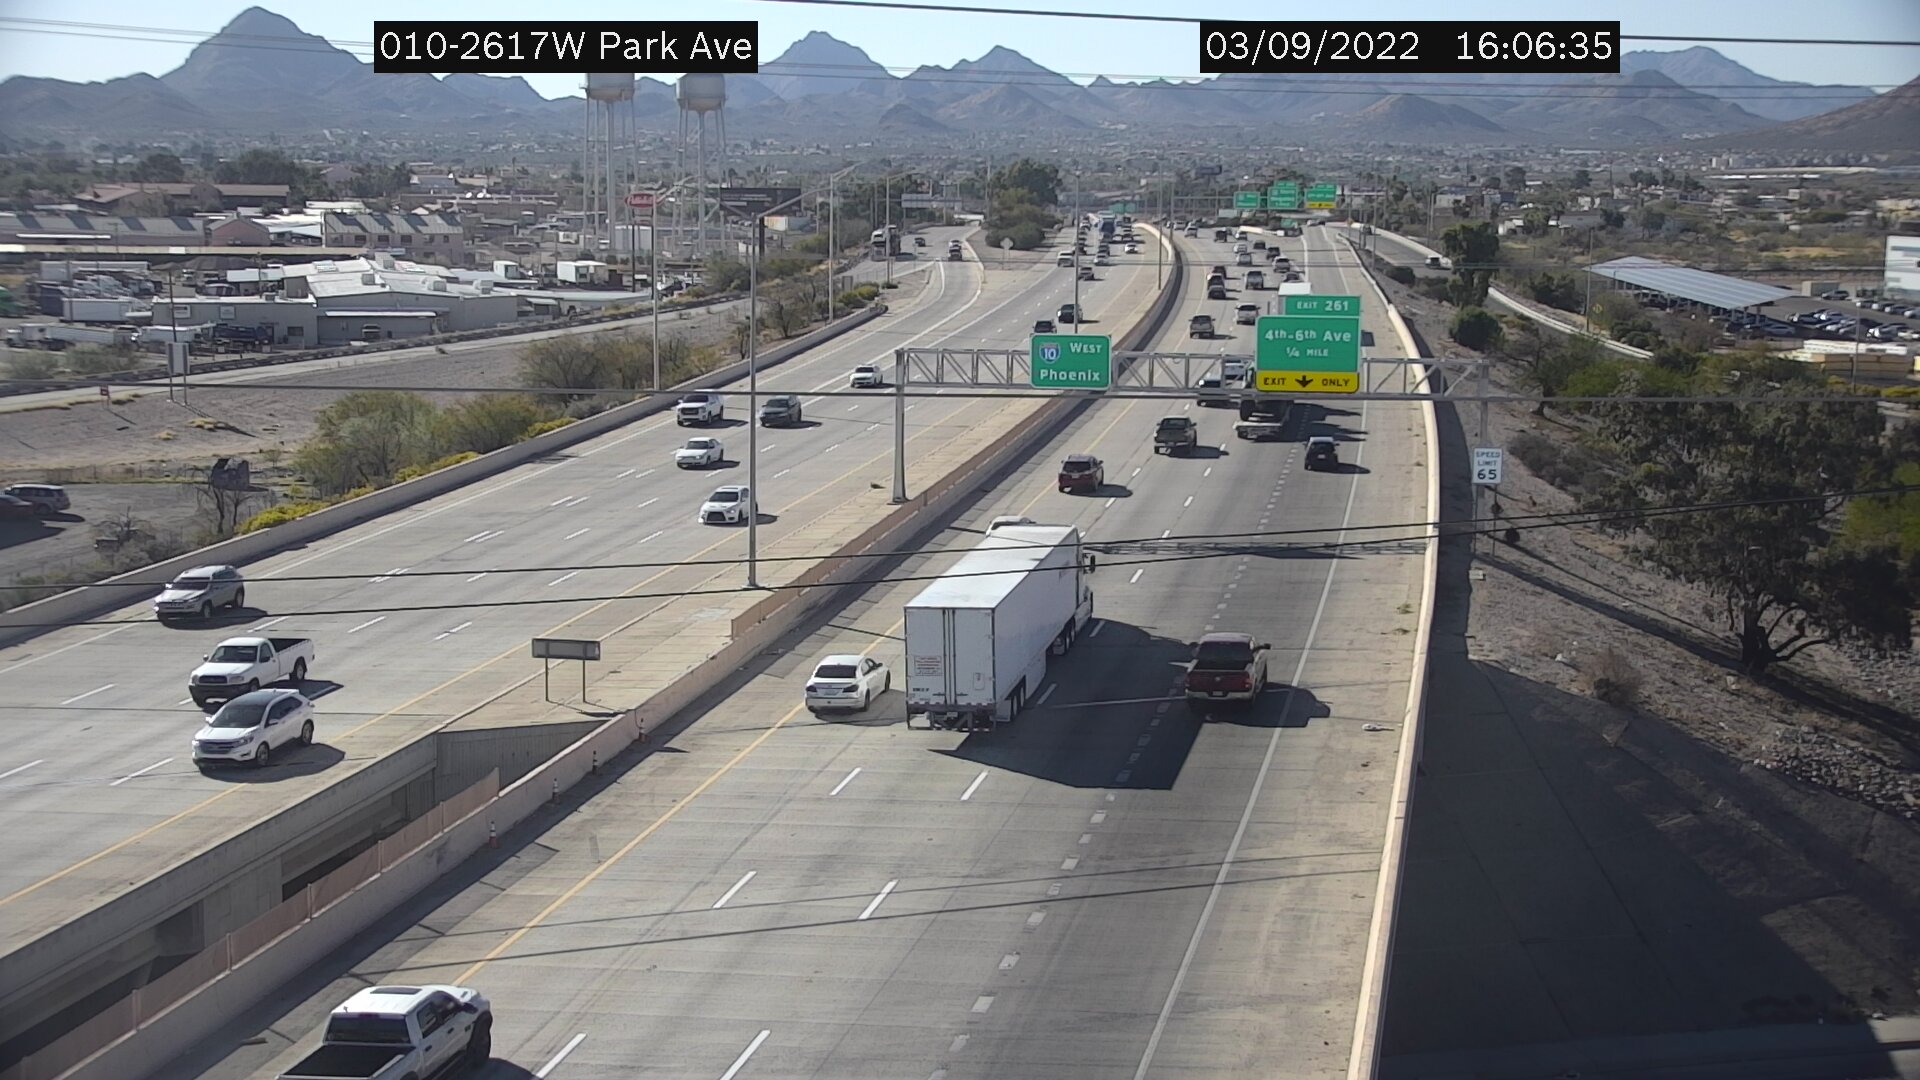 010-2617W Park Ave
03/09/2022 16:06:35
EXIT 261
4th-6th Ave
1/4 MILE
EXIT ONLY
10 WEST
Phoenix
SPEED
LIMIT
65